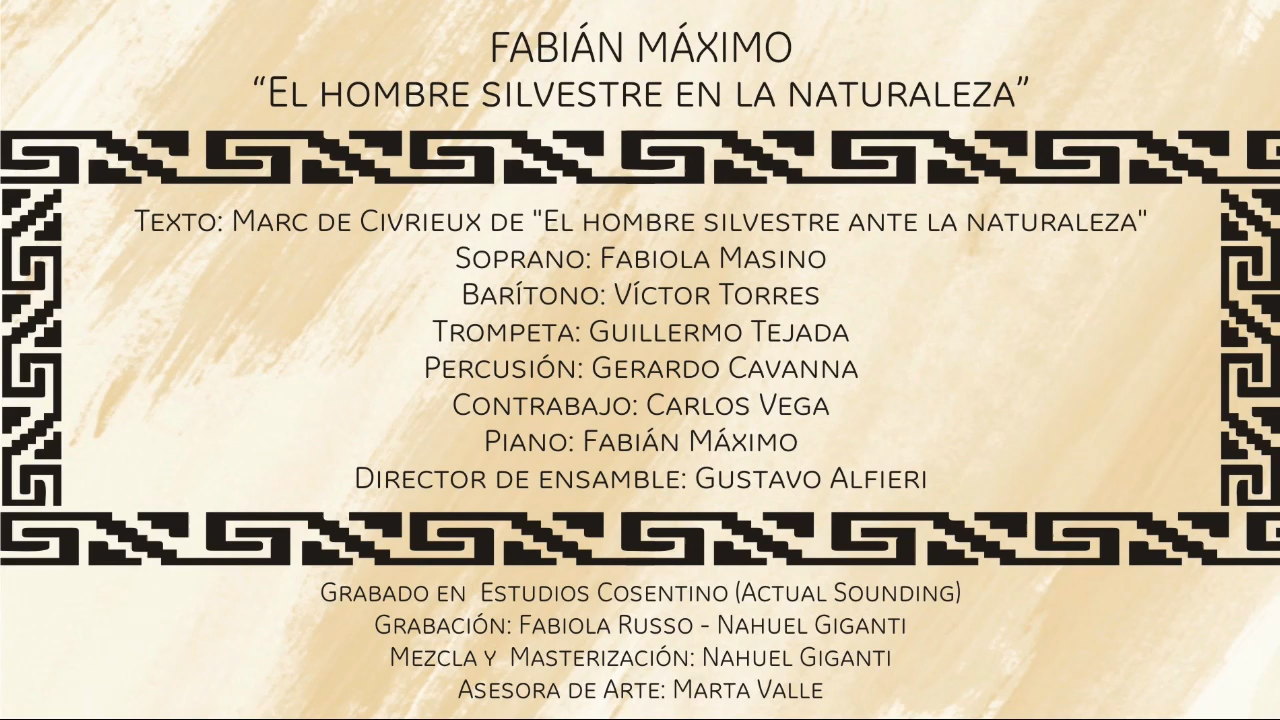 FABIÁN MÁXIMO
“El hombre silvestre en la naturaleza”
Texto: Marc de Civrieux de "El hombre silvestre ante la naturaleza"
Soprano: Fabiola Masino
Barítono: Víctor Torres
Trompeta: Guillermo Tejada
Percusión: Gerardo Cavanna
Contrabajo: Carlos Vega
Piano: Fabián Máximo
Director de ensamble: Gustavo Alfieri
Grabado en Estudios Cosentino (Actual Sounding)
Grabación: Fabiola Russo - Nahuel Giganti
Mezcla y Masterización: Nahuel Giganti
Asesora de Arte: Marta Valle